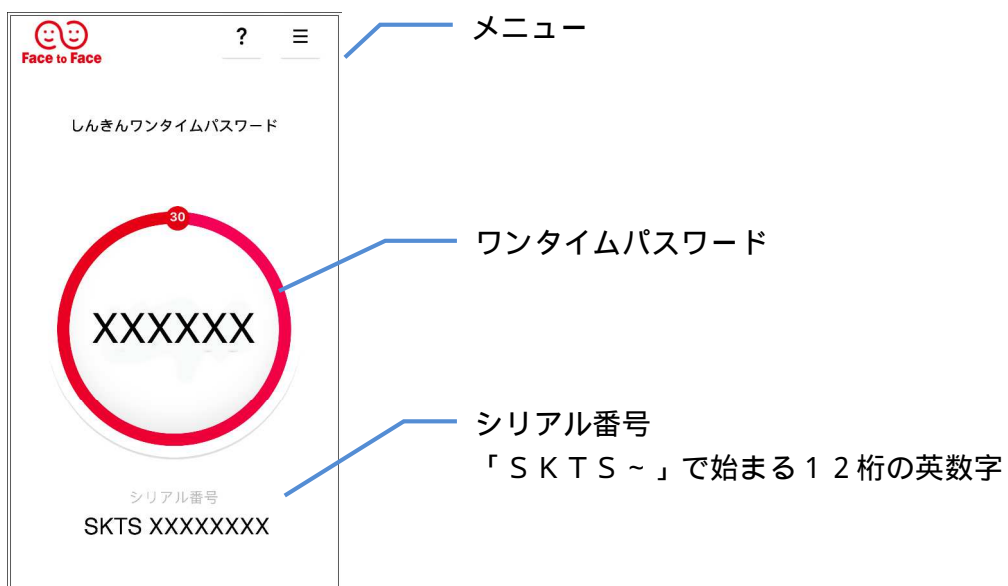 Face to Face
? ≡
メニュー
しんきんワンタイムパスワード
30
ワンタイムパスワード
XXXXXX
シリアル番号
「ＳＫＴＳ~」で始まる１２桁の英数字
シリアル番号
SKTS XXXXXXXX